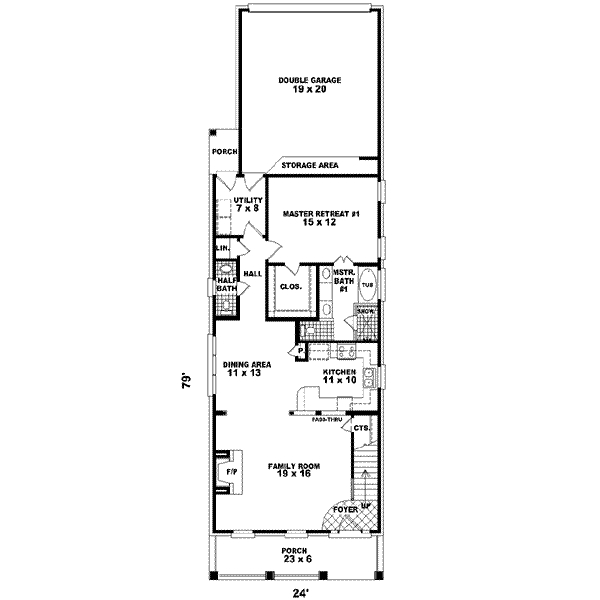 DOUBLE GARAGE
19 x 20
PORCH
STORAGE AREA
UTILITY
7 x 8
MASTER RETREAT #1
15 x 12
LIN.
HALL
HALF
BATH
CLOS.
MSTR.
BATH
#1
TUB
SHOW.
DINING AREA
11 x 13
P
KITCHEN
11 x 10
79'
PASS-THRU
CTS.
FAMILY ROOM
19 x 16
F/P
UP
FOYER
PORCH
23 x 6
24'